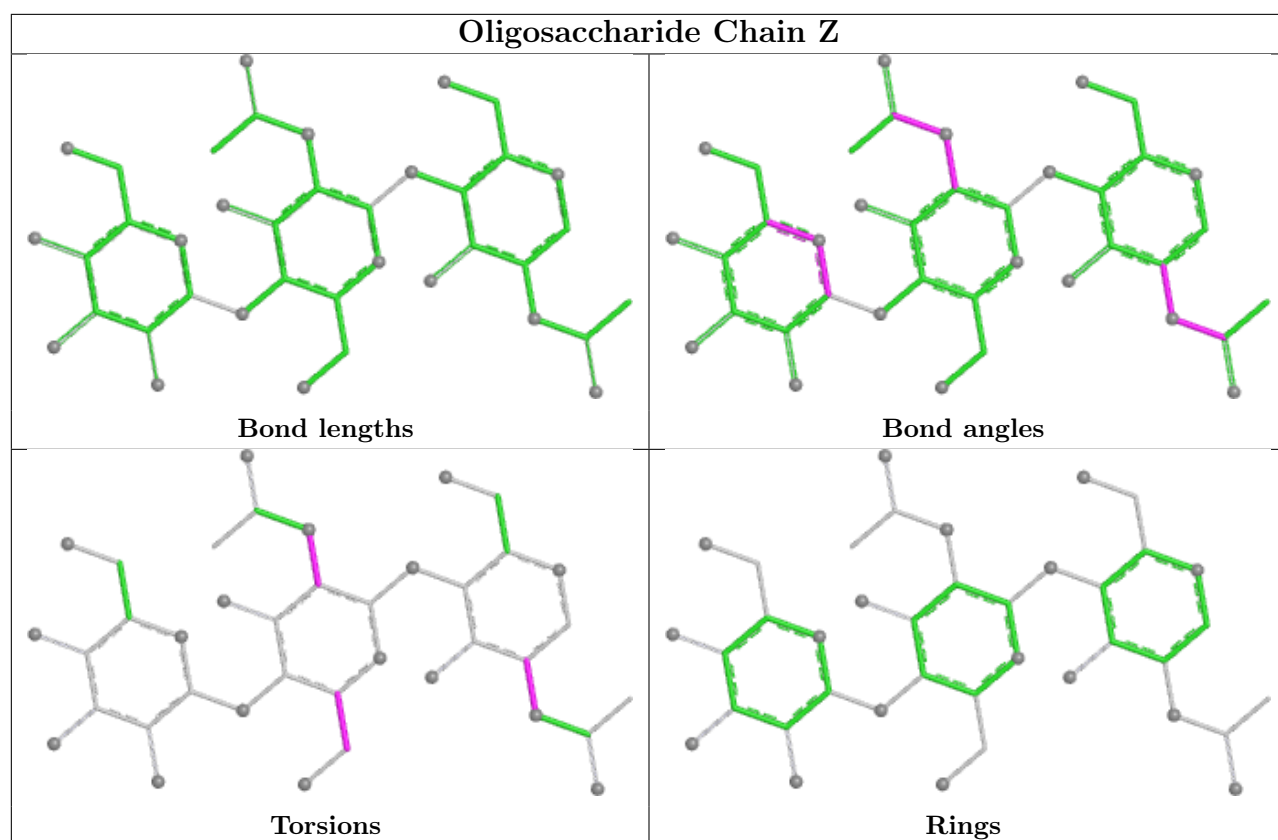 Oligosaccharide Chain Z
Bond lengths
Bond angles
Torsions
Rings